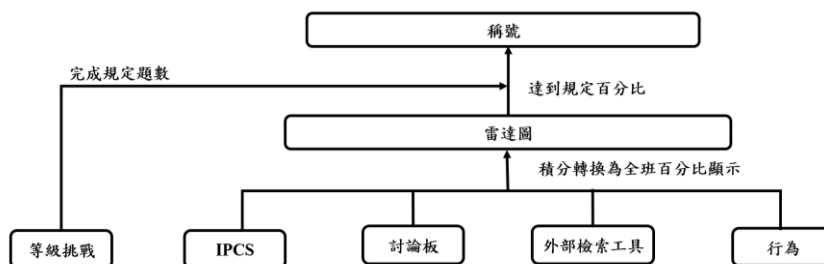 稱號
完成規定題數
達到規定百分比
雷達圖
積分轉換為全班百分比顯示
等級挑戰
IPCS
討論板
外部檢索工具
行為